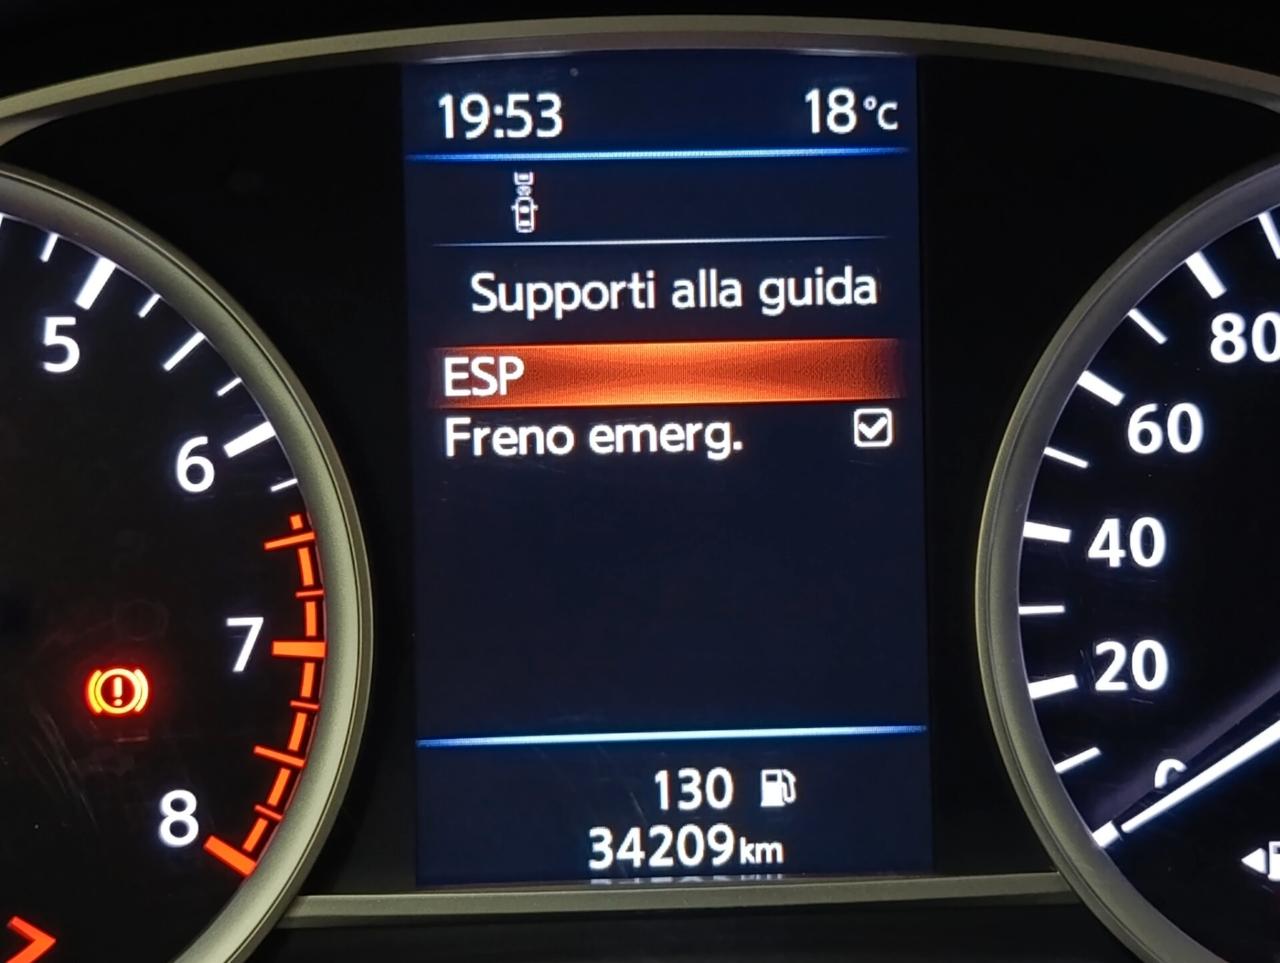 19:53 18°C
Supporti alla guida
ESP
Freno emerg.
130
34209km
5
6
7
8
80
60
40
20
0